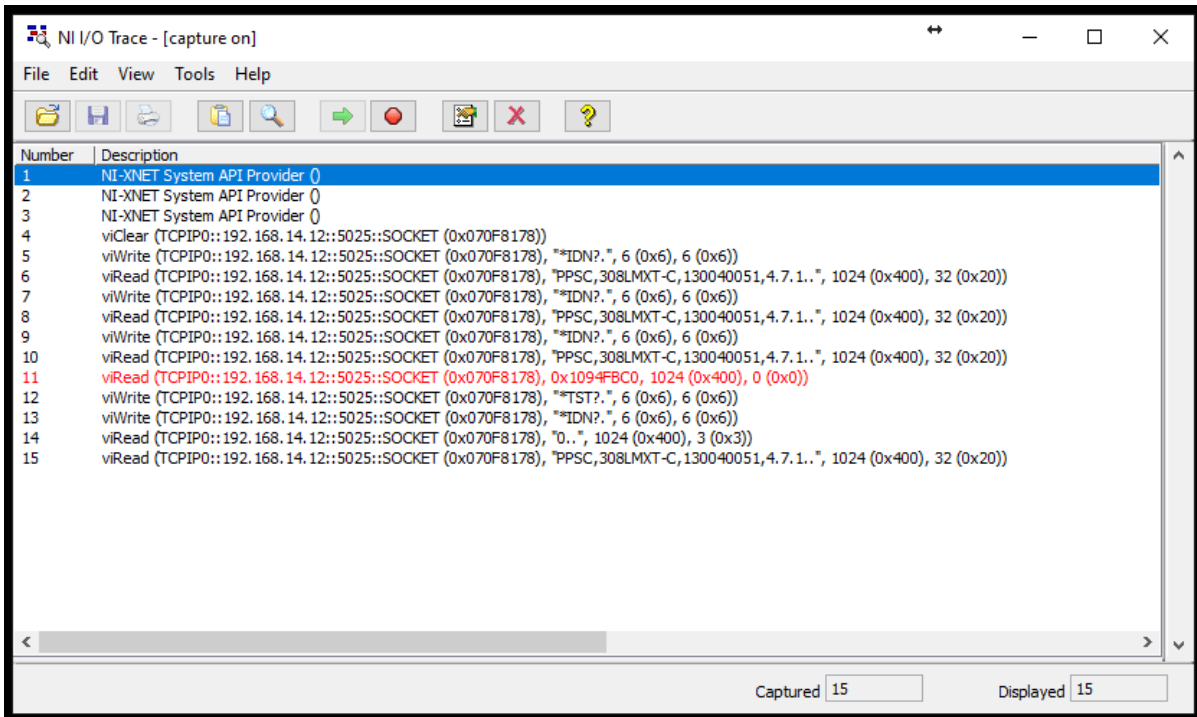 NI I/O Trace - [capture on]
File Edit View Tools Help
Number Description
1 NI-XNET System API Provider ()
2 NI-XNET System API Provider ()
3 NI-XNET System API Provider ()
4 viClear (TCPIP0::192.168.14.12::5025::SOCKET (0x070F8178))
5 viWrite (TCPIP0::192.168.14.12::5025::SOCKET (0x070F8178), "*IDN?.", 6 (0x6), 6 (0x6))
6 viRead (TCPIP0::192.168.14.12::5025::SOCKET (0x070F8178), "PPSC,308LMXT-C,130040051,4.7.1..", 1024 (0x400), 32 (0x20))
7 viWrite (TCPIP0::192.168.14.12::5025::SOCKET (0x070F8178), "*IDN?.", 6 (0x6), 6 (0x6))
8 viRead (TCPIP0::192.168.14.12::5025::SOCKET (0x070F8178), "PPSC,308LMXT-C,130040051,4.7.1..", 1024 (0x400), 32 (0x20))
9 viWrite (TCPIP0::192.168.14.12::5025::SOCKET (0x070F8178), "*IDN?.", 6 (0x6), 6 (0x6))
10 viRead (TCPIP0::192.168.14.12::5025::SOCKET (0x070F8178), "PPSC,308LMXT-C,130040051,4.7.1..", 1024 (0x400), 32 (0x20))
11 viRead (TCPIP0::192.168.14.12::5025::SOCKET (0x070F8178), 0x1094FBC0, 1024 (0x400), 0 (0x0))
12 viWrite (TCPIP0::192.168.14.12::5025::SOCKET (0x070F8178), "*TST?.", 6 (0x6), 6 (0x6))
13 viWrite (TCPIP0::192.168.14.12::5025::SOCKET (0x070F8178), "*IDN?.", 6 (0x6), 6 (0x6))
14 viRead (TCPIP0::192.168.14.12::5025::SOCKET (0x070F8178), "0..", 1024 (0x400), 3 (0x3))
15 viRead (TCPIP0::192.168.14.12::5025::SOCKET (0x070F8178), "PPSC,308LMXT-C,130040051,4.7.1..", 1024 (0x400), 32 (0x20))
Captured 15 Displayed 15